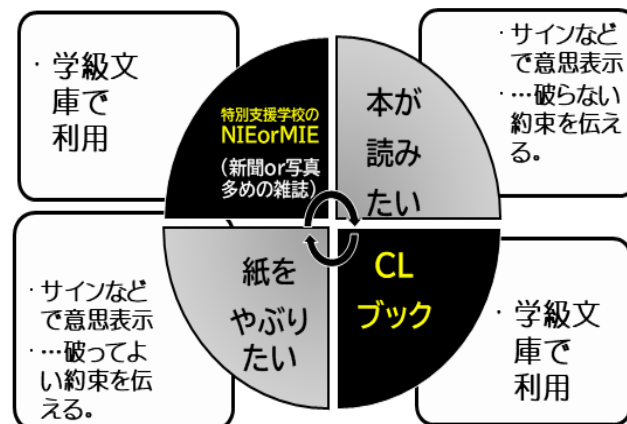 ・学級文
庫で
利用
特別支援学校の
NIEorMIE
(新聞or写真
多めの雑誌)
本が
読み
たい
・サインなど
で意思表示
・…破らない
約束を伝え
る。
・サインなど
で意思表示
・…破ってよ
い約束を伝
える。
紙を
やぶり
たい
CL
ブック
・学級文
庫で
利用